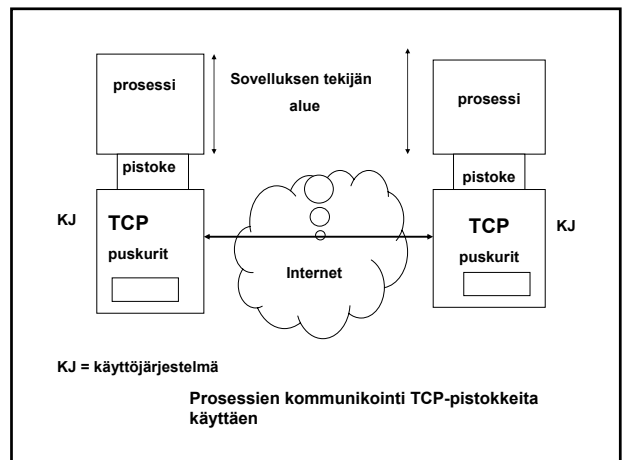 prosessi
Sovelluksen tekijän
alue
prosessi
pistoke
pistoke
KJ
TCP
puskurit
Internet
TCP
puskurit
KJ
KJ = käyttöjärjestelmä
Prosessien kommunikointi TCP-pistokkeita
käyttäen